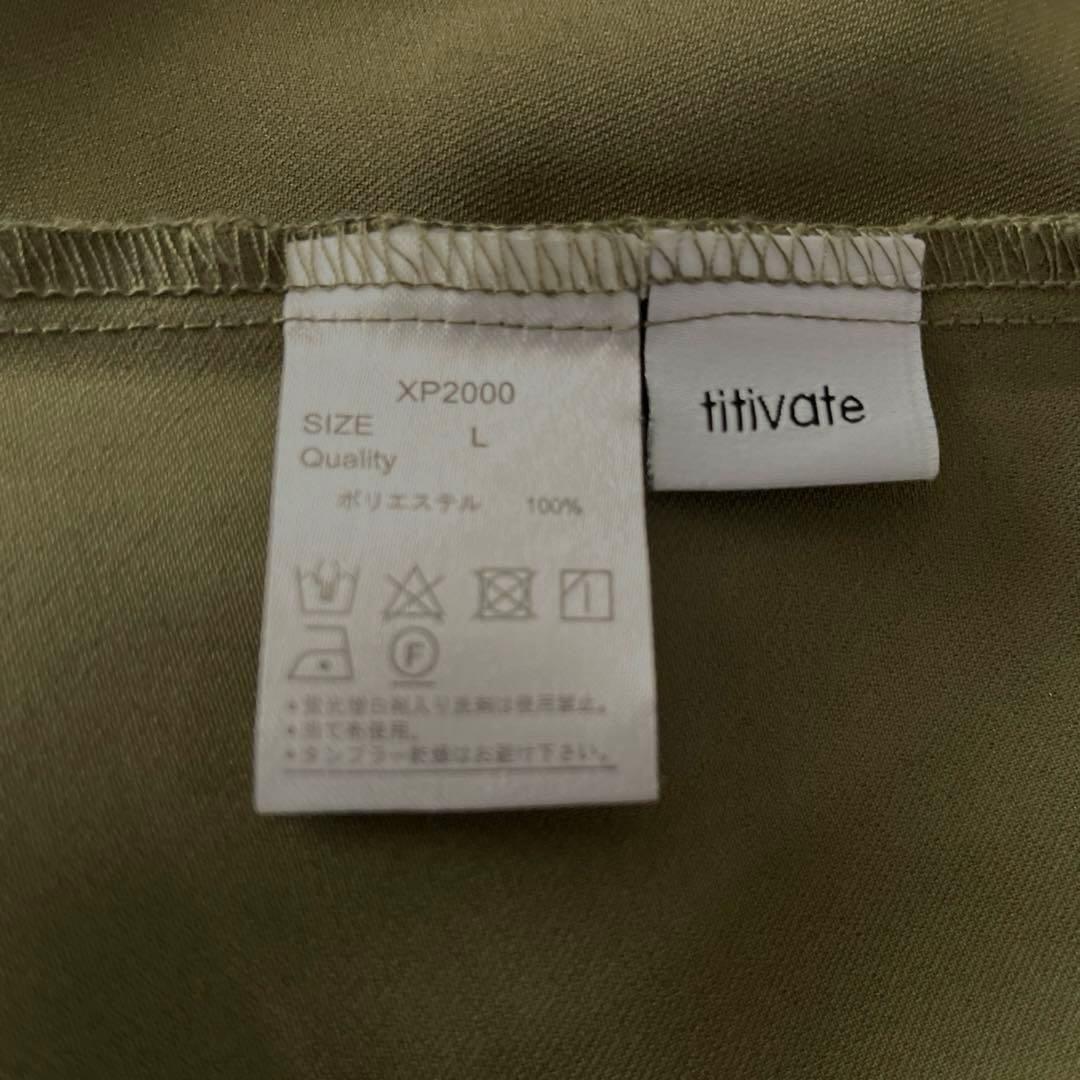 XP2000
SIZE L
Quality
ポリエステル 100%
F
*蛍光増白剤入り洗剤は使用禁止。
*当て布使用。
*タンブラー乾燥はお避け下さい。
titivate